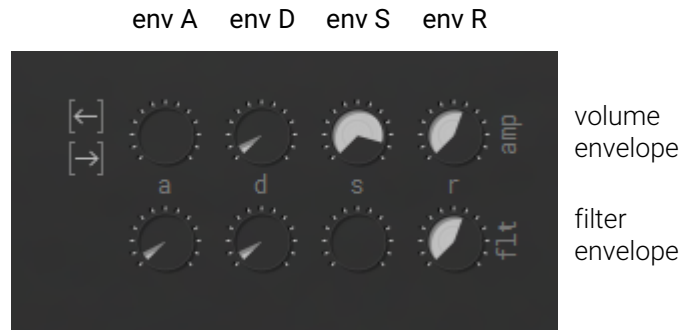 env A env D env S env R
[←]
[→]
amp
volume
envelope
a d s r
flt
filter
envelope